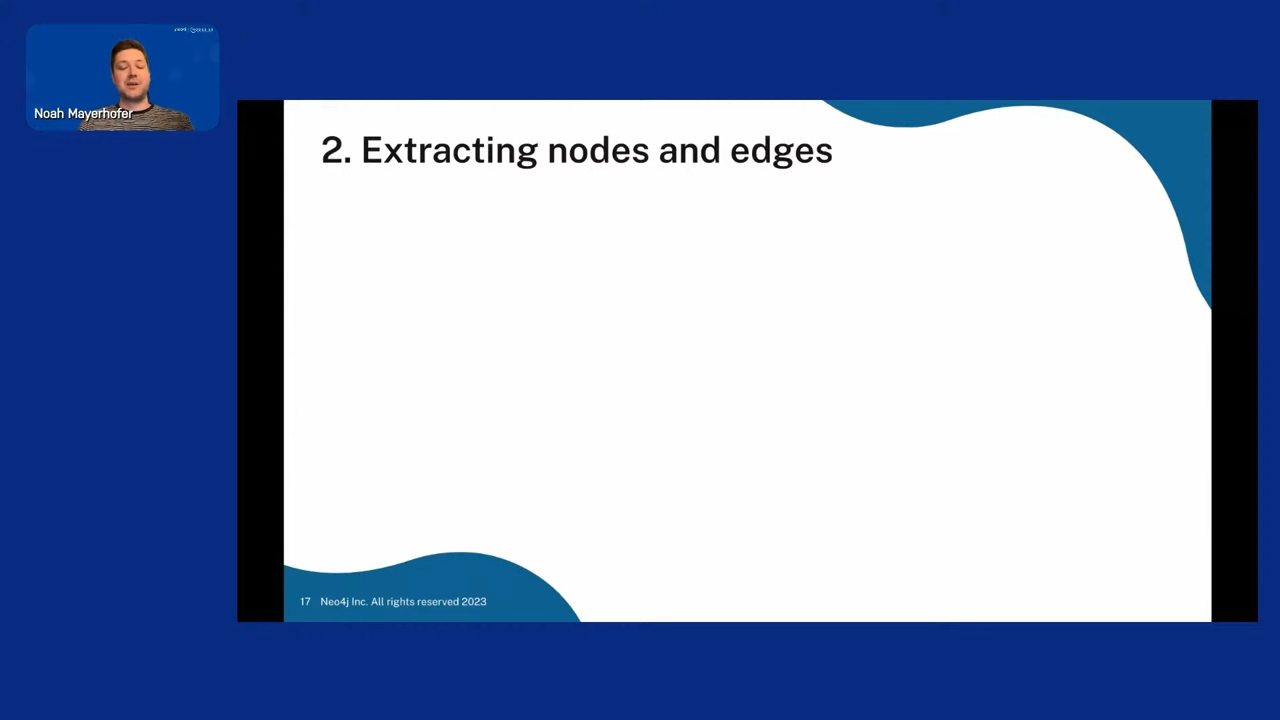 Noah Mayerhofer
2. Extracting nodes and edges
17 Neo4j Inc. All rights reserved 2023